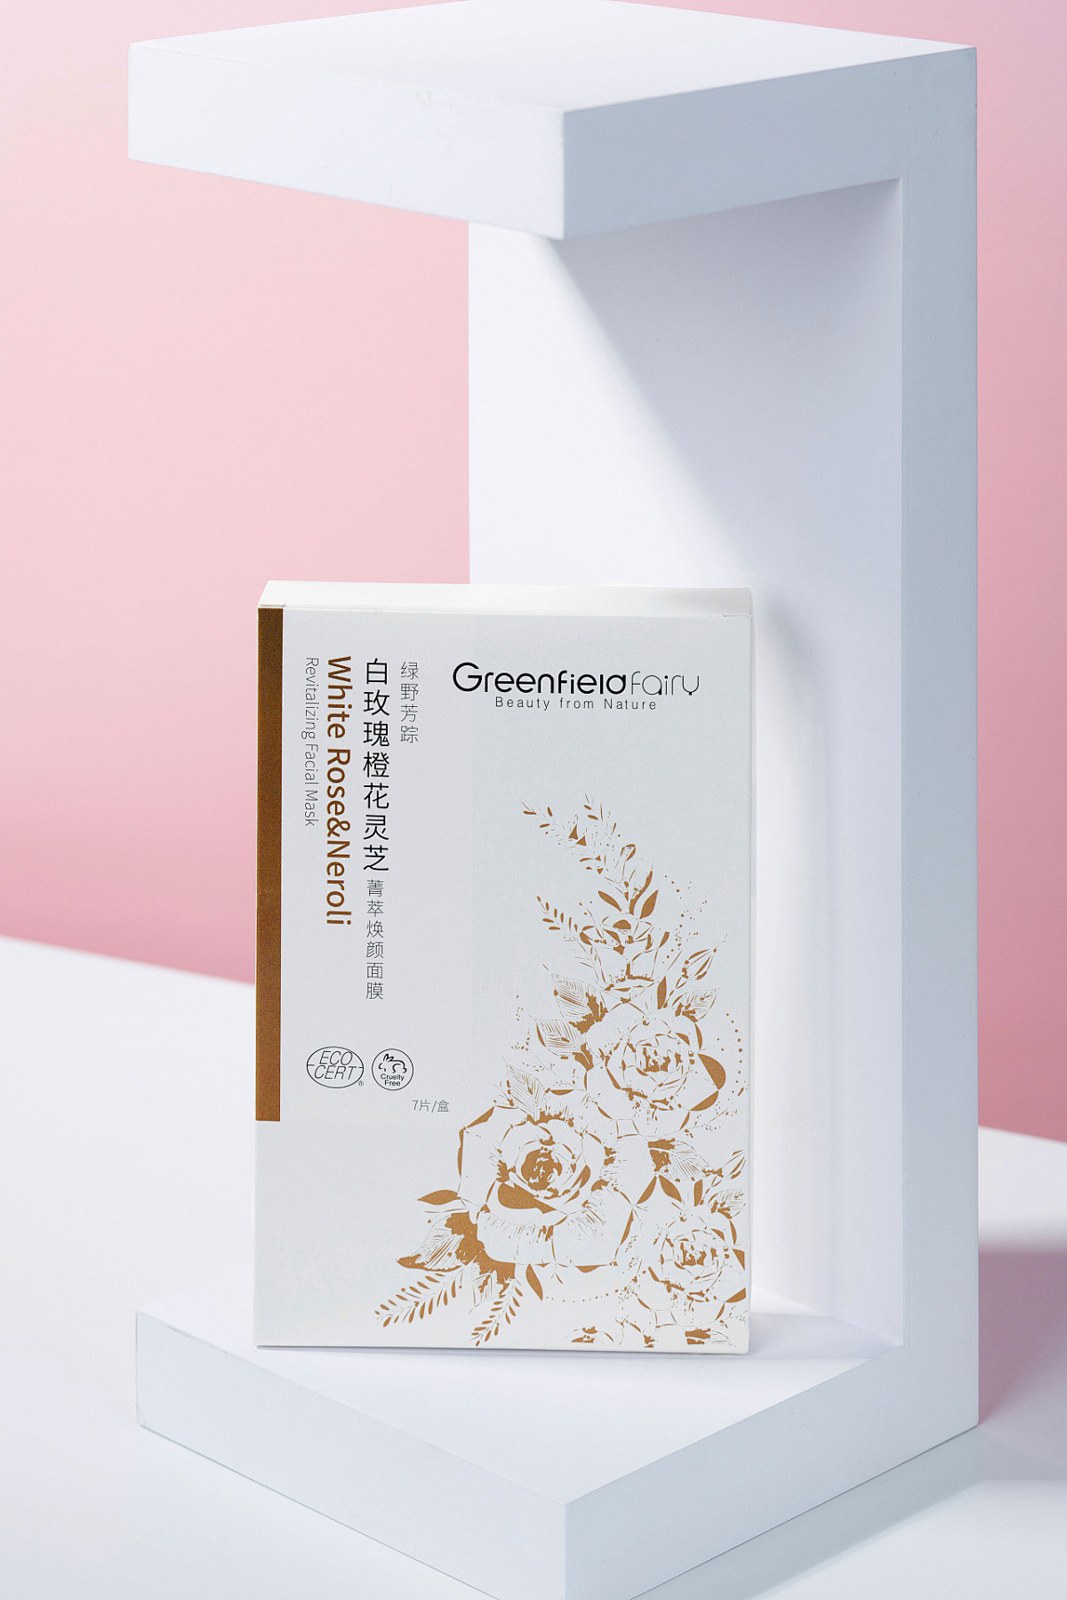 Greenfield Fairy
Beauty from Nature
绿野芳踪
白玫瑰橙花灵芝菁萃焕颜面膜
White Rose&Neroli
Revitalizing Facial Mask
ECO
CERT®
Cruelty
Free
7片/盒